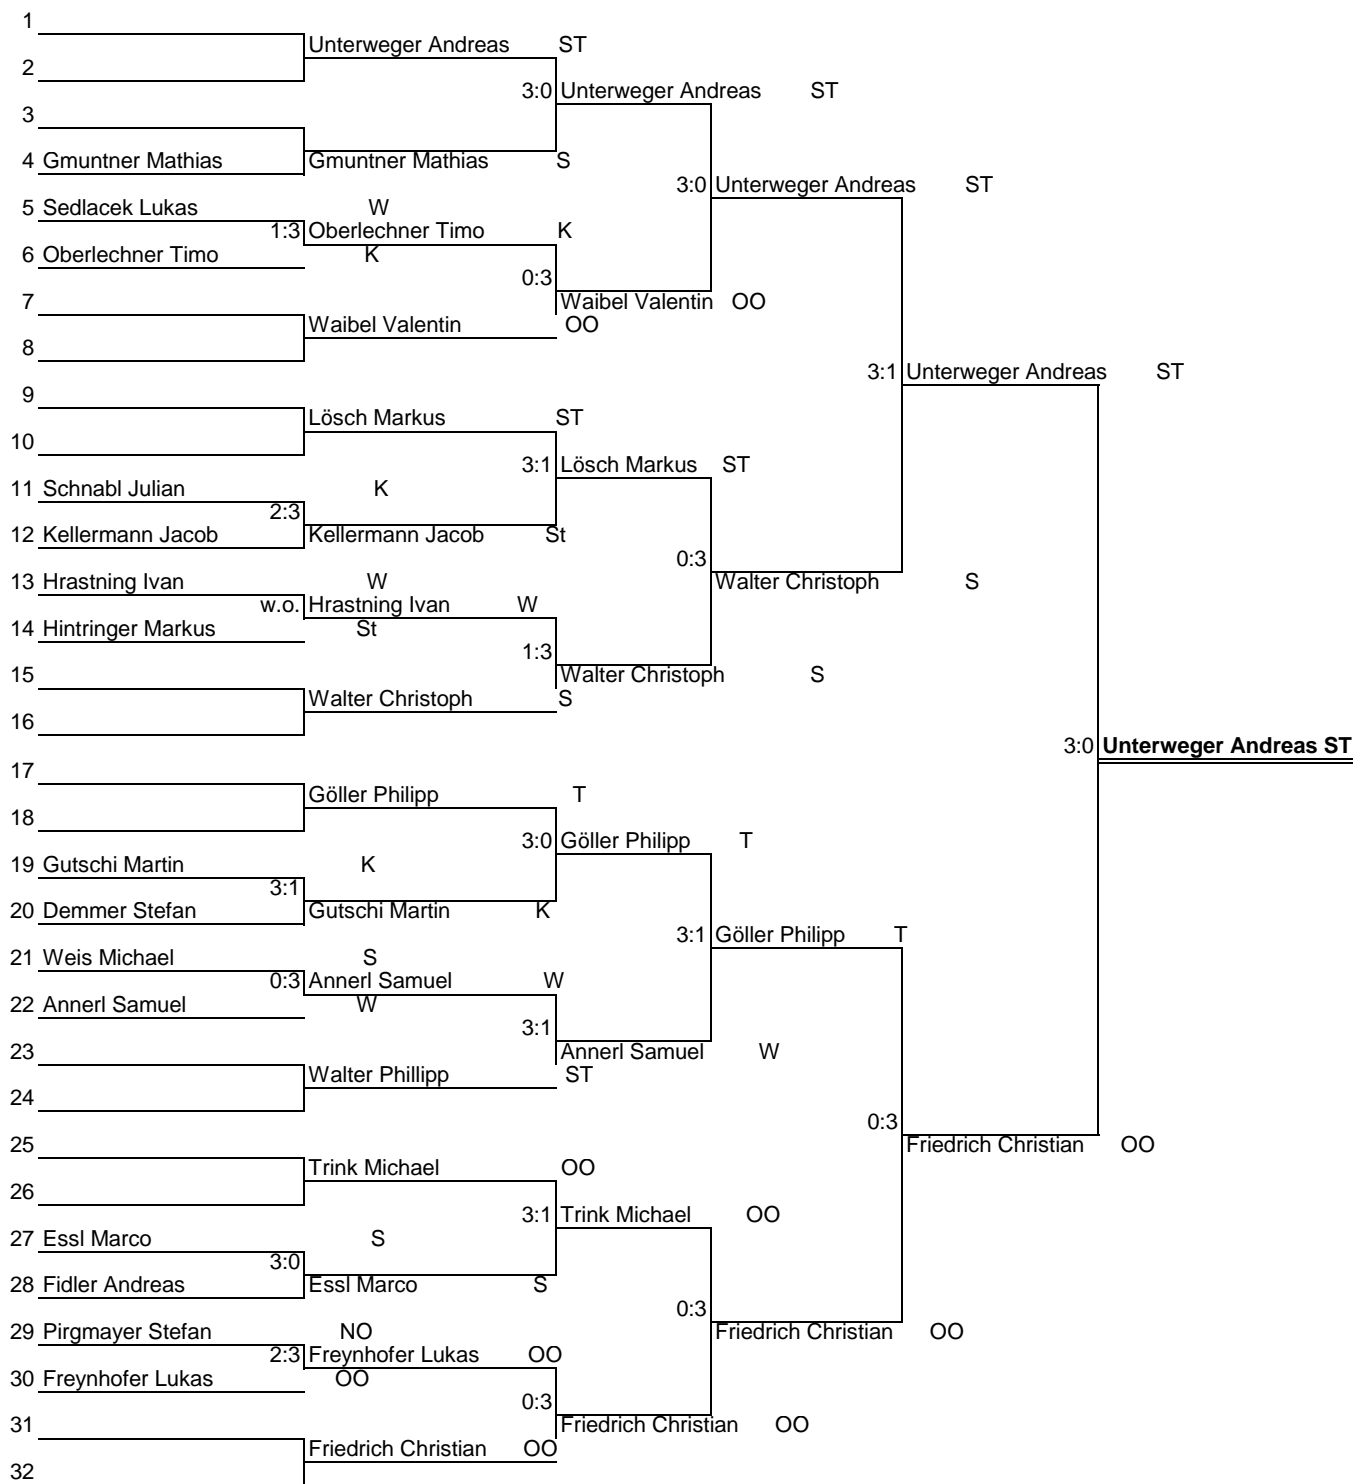 1
Unterweger Andreas ST
2
3:0 Unterweger Andreas ST
3
4 Gmuntner Mathias Gmuntner Mathias S
3:0 Unterweger Andreas ST
5 Sedlacek Lukas W
1:3 Oberlechner Timo K
6 Oberlechner Timo K
0:3
7 Waibel Valentin OO
Waibel Valentin OO
8
3:1 Unterweger Andreas ST
9
Lösch Markus ST
10
3:1 Lösch Markus ST
11 Schnabl Julian K
2:3
12 Kellermann Jacob Kellermann Jacob St
0:3
13 Hrastning Ivan W Walter Christoph S
w.o. Hrastning Ivan W
14 Hintringer Markus St
1:3
15 Walter Christoph S
Walter Christoph S
16
3:0 Unterweger Andreas ST
17
Göller Philipp T
18
3:0 Göller Philipp T
19 Gutschi Martin K
3:1
20 Demmer Stefan Gutschi Martin K
3:1 Göller Philipp T
21 Weis Michael S
0:3 Annerl Samuel W
22 Annerl Samuel W
3:1
23 Annerl Samuel W
Walter Phillipp ST
24
0:3
25 Friedrich Christian OO
Trink Michael OO
26
3:1 Trink Michael OO
27 Essl Marco S
3:0
28 Fidler Andreas Essl Marco S
0:3
29 Pirgmayer Stefan NO Friedrich Christian OO
2:3 Freynhofer Lukas OO
30 Freynhofer Lukas OO
0:3
31 Friedrich Christian OO
Friedrich Christian OO
32